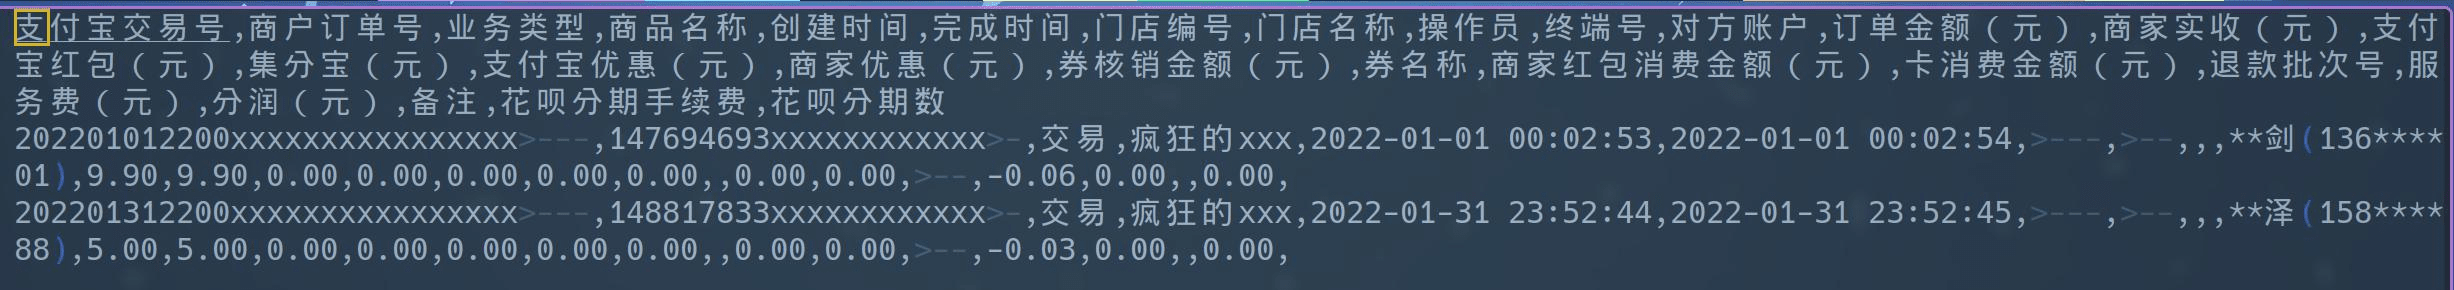 支付宝交易号,商户订单号,业务类型,商品名称,创建时间,完成时间,门店编号,门店名称,操作员,终端号,对方账户,订单金额（元）,商家实收（元）,支付
宝红包（元）,集分宝（元）,支付宝优惠（元）,商家优惠（元）,券核销金额（元）,券名称,商家红包消费金额（元）,卡消费金额（元）,退款批次号,服
务费（元）,分润（元）,备注,花呗分期手续费,花呗分期数
202201012200xxxxxxxxxxxxxxxx>---,147694693xxxxxxxxxxxx>-,交易,疯狂的xxx,2022-01-01 00:02:53,2022-01-01 00:02:54,>---,>--,,,**剑(136****
01),9.90,9.90,0.00,0.00,0.00,0.00,0.00,,0.00,0.00,>--,-0.06,0.00,,0.00,
202201312200xxxxxxxxxxxxxxxx>---,148817833xxxxxxxxxxxx>-,交易,疯狂的xxx,2022-01-31 23:52:44,2022-01-31 23:52:45,>---,>--,,,**泽(158****
88),5.00,5.00,0.00,0.00,0.00,0.00,0.00,,0.00,0.00,>--,-0.03,0.00,,0.00,